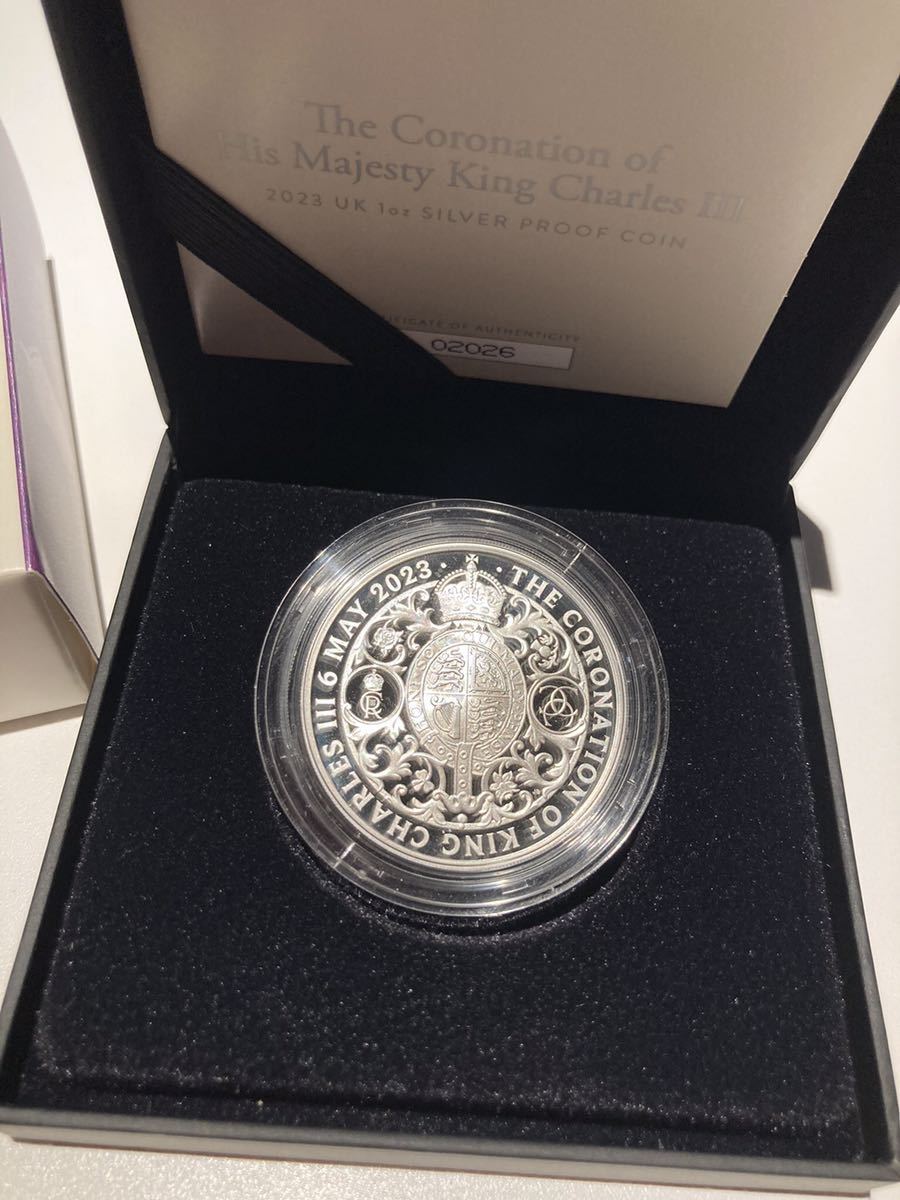 The Coronation of
His Majesty King Charles III
2023 UK 1oz SILVER PROOF COIN
OF AUTHENTICITY
02026
· THE CORONATION OF KING CHARLES III 6 MAY 2023 ·